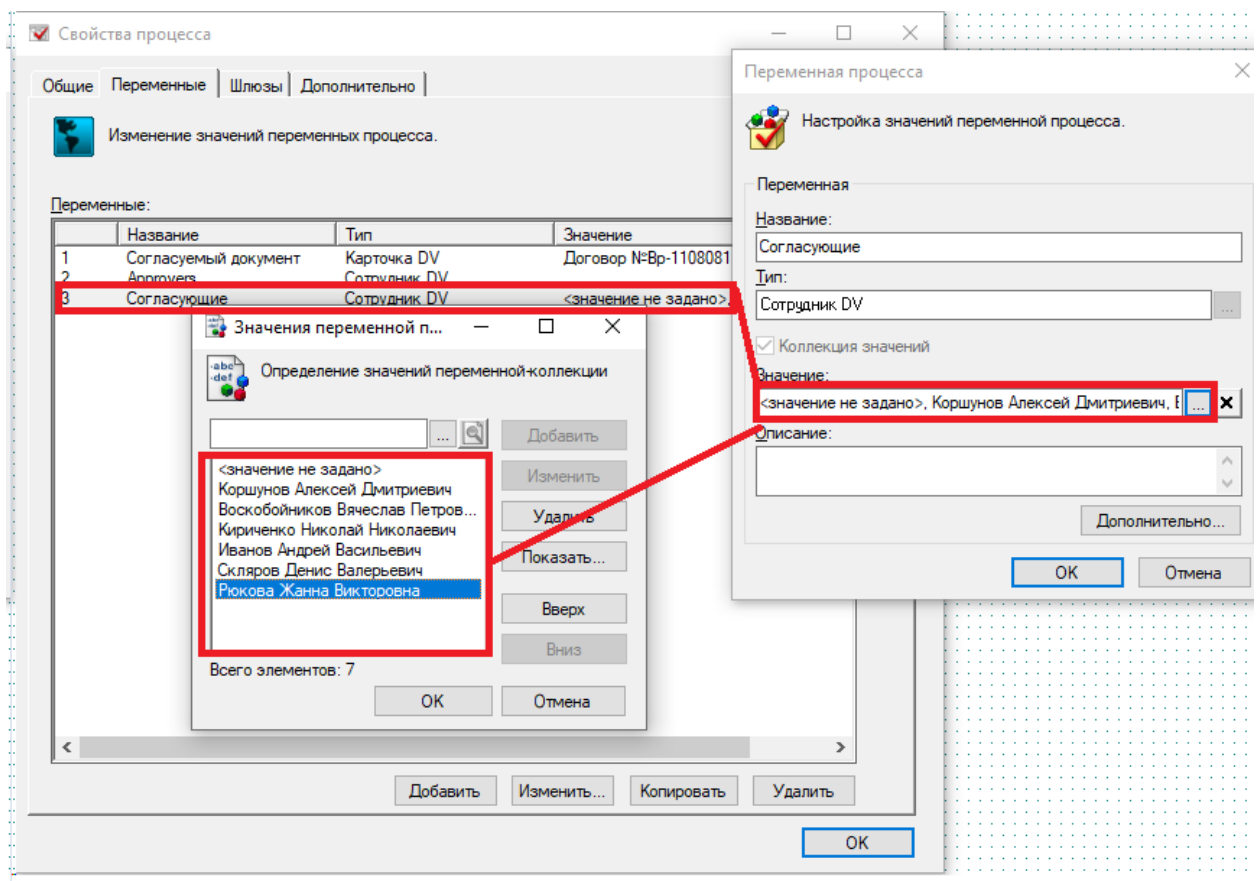 Свойства процесса
Общие Переменные Шлюзы Дополнительно
Изменение значений переменных процесса.
Переменные:
Название Тип Значение
1 Согласуемый документ Карточка DV Договор №Вр-1108081
2 Approvers Сотрудник DV
3 Согласующие Сотрудник DV <значение не задано>,
Значения переменной п...
Определение значений переменной-коллекции
... Добавить
<значение не задано>
Коршунов Алексей Дмитриевич
Воскобойников Вячеслав Петров...
Кириченко Николай Николаевич
Иванов Андрей Васильевич
Скляров Денис Валерьевич
Рюкова Жанна Викторовна
Изменить
Удалить
Показать...
Вверх
Вниз
Всего элементов: 7
OK Отмена
Добавить Изменить... Копировать Удалить
OK
Переменная процесса
Настройка значений переменной процесса.
Переменная
Название:
Согласующие
Тип:
Сотрудник DV ...
Коллекция значений
Значение:
<значение не задано>, Коршунов Алексей Дмитриевич, ...
Описание:
Дополнительно...
OK Отмена